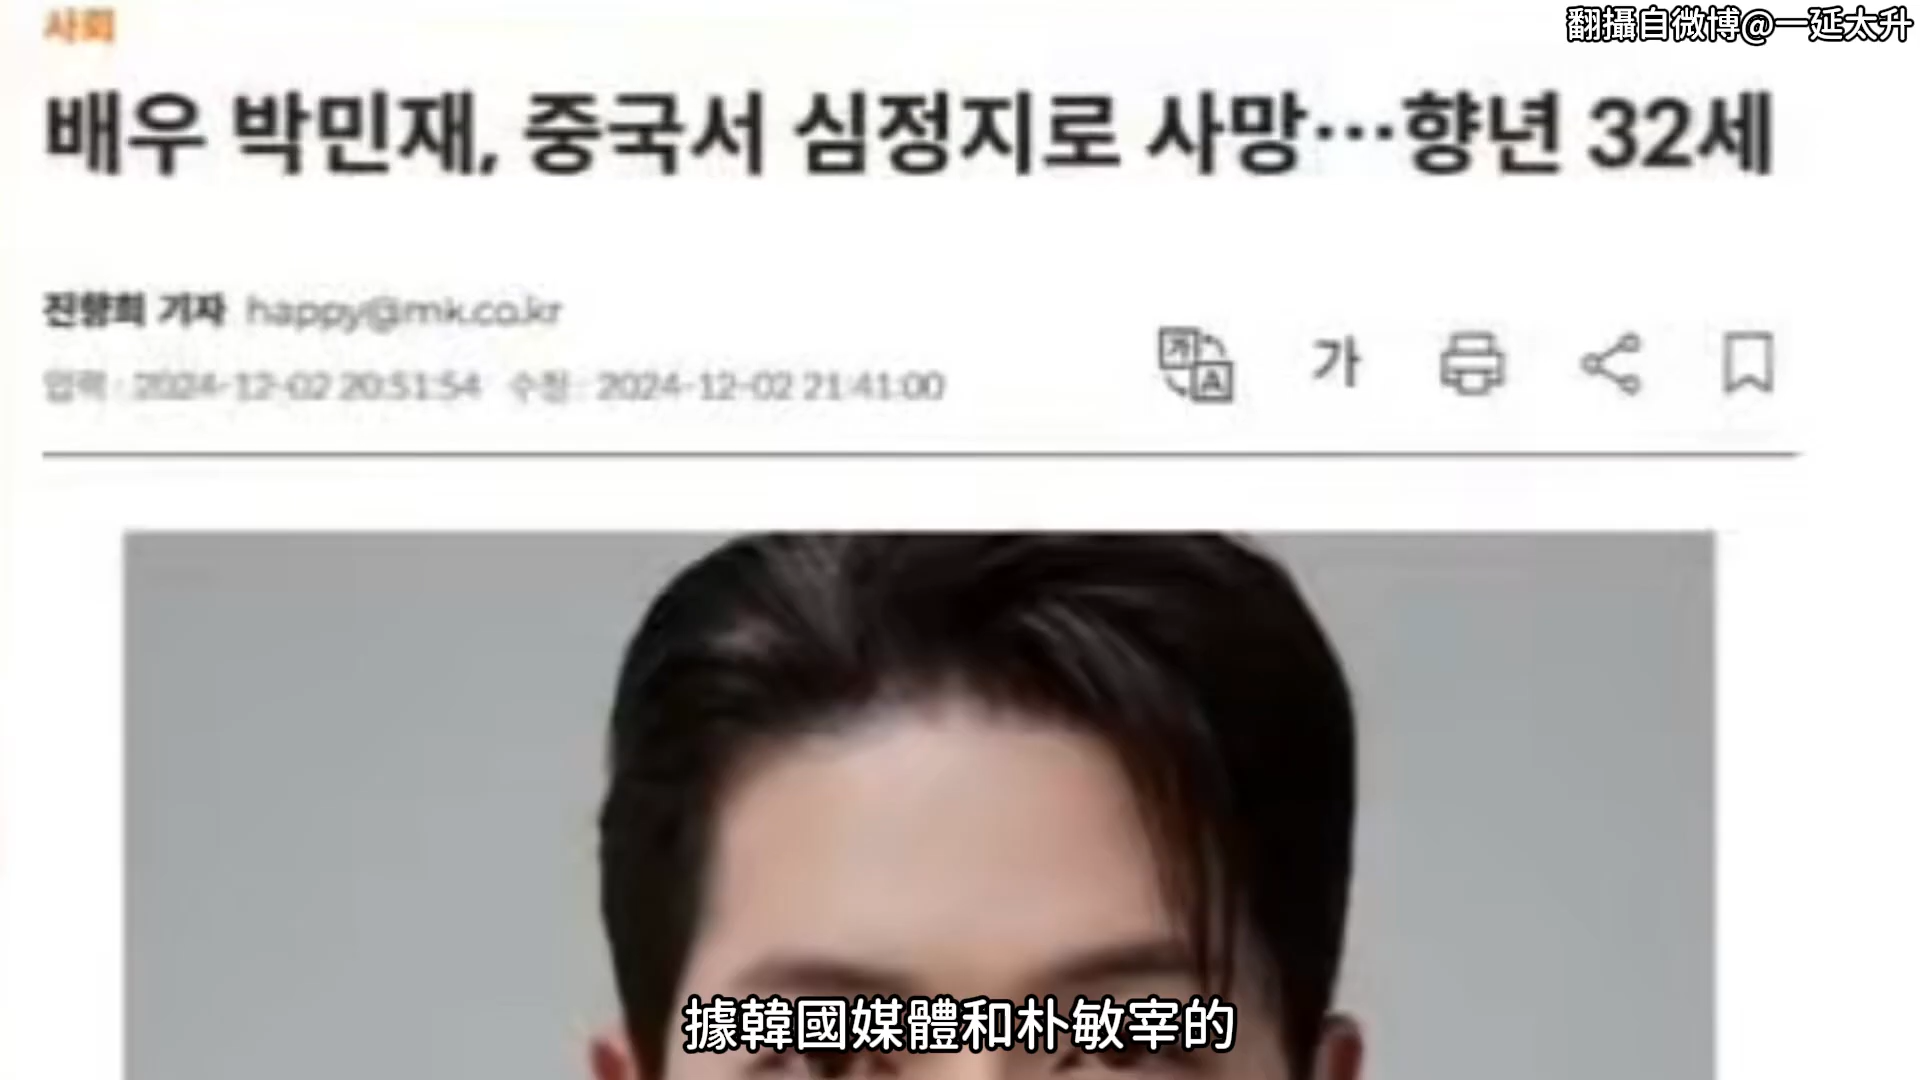 사회
翻攝自微博@一延太升
배우 박민재, 중국서 심정지로 사망…향년 32세
진향희 기자 happy@mk.co.kr
입력 : 2024-12-02 20:51:54 수정 : 2024-12-02 21:41:00
가 A 가
據韓國媒體和朴敏宰的